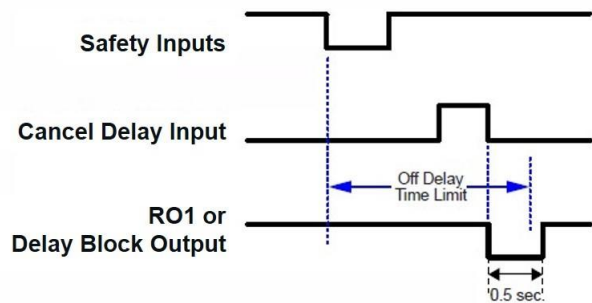 Safety Inputs
Cancel Delay Input
Off Delay
Time Limit
RO1 or
Delay Block Output
0.5 sec.